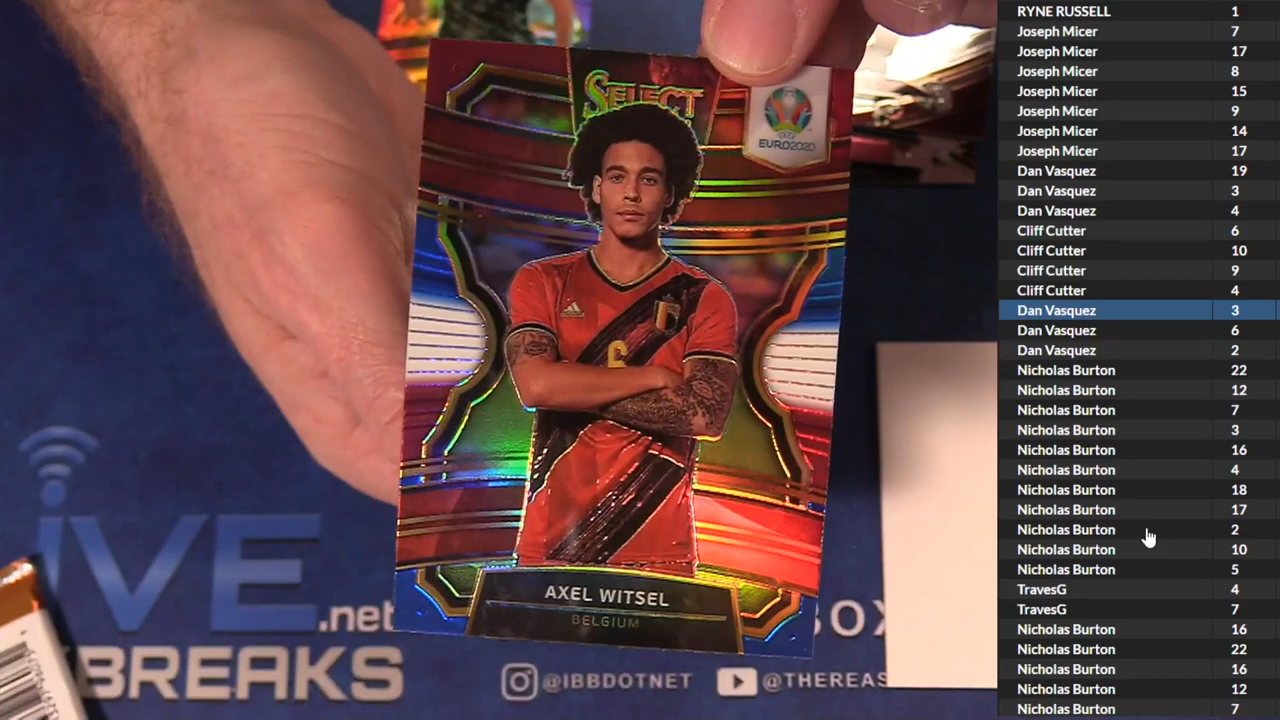 SELECT
UEFA
EURO2020
adidas
6
AXEL WITSEL
BELGIUM
iVE
.net
BOX
BREAKS
@IBBDOTNET
@THEREAS
RYNE RUSSELL 1
Joseph Micer 7
Joseph Micer 17
Joseph Micer 8
Joseph Micer 15
Joseph Micer 9
Joseph Micer 14
Joseph Micer 17
Dan Vasquez 19
Dan Vasquez 3
Dan Vasquez 4
Cliff Cutter 6
Cliff Cutter 10
Cliff Cutter 9
Cliff Cutter 4
Dan Vasquez 3
Dan Vasquez 6
Dan Vasquez 2
Nicholas Burton 22
Nicholas Burton 12
Nicholas Burton 7
Nicholas Burton 3
Nicholas Burton 16
Nicholas Burton 4
Nicholas Burton 18
Nicholas Burton 17
Nicholas Burton 2
Nicholas Burton 10
Nicholas Burton 5
TravesG 4
TravesG 7
Nicholas Burton 16
Nicholas Burton 22
Nicholas Burton 16
Nicholas Burton 12
Nicholas Burton 7